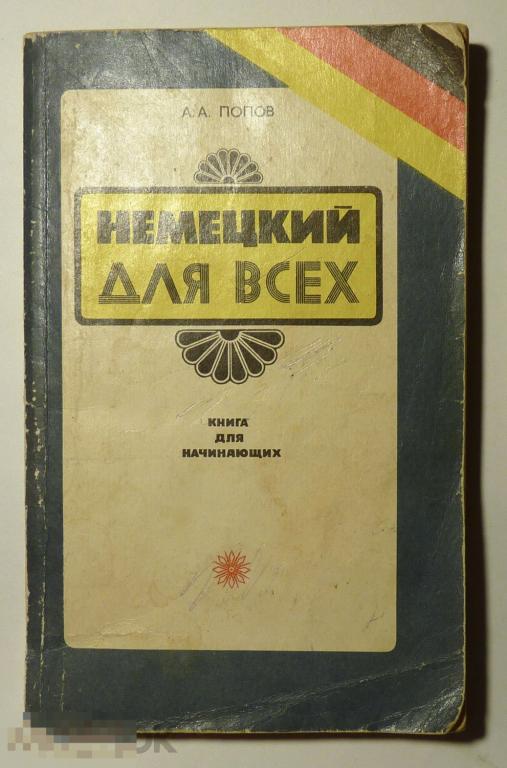 А. А. ПОПОВ
НЕМЕЦКИЙ
ДЛЯ ВСЕХ
КНИГА
ДЛЯ
НАЧИНАЮЩИХ